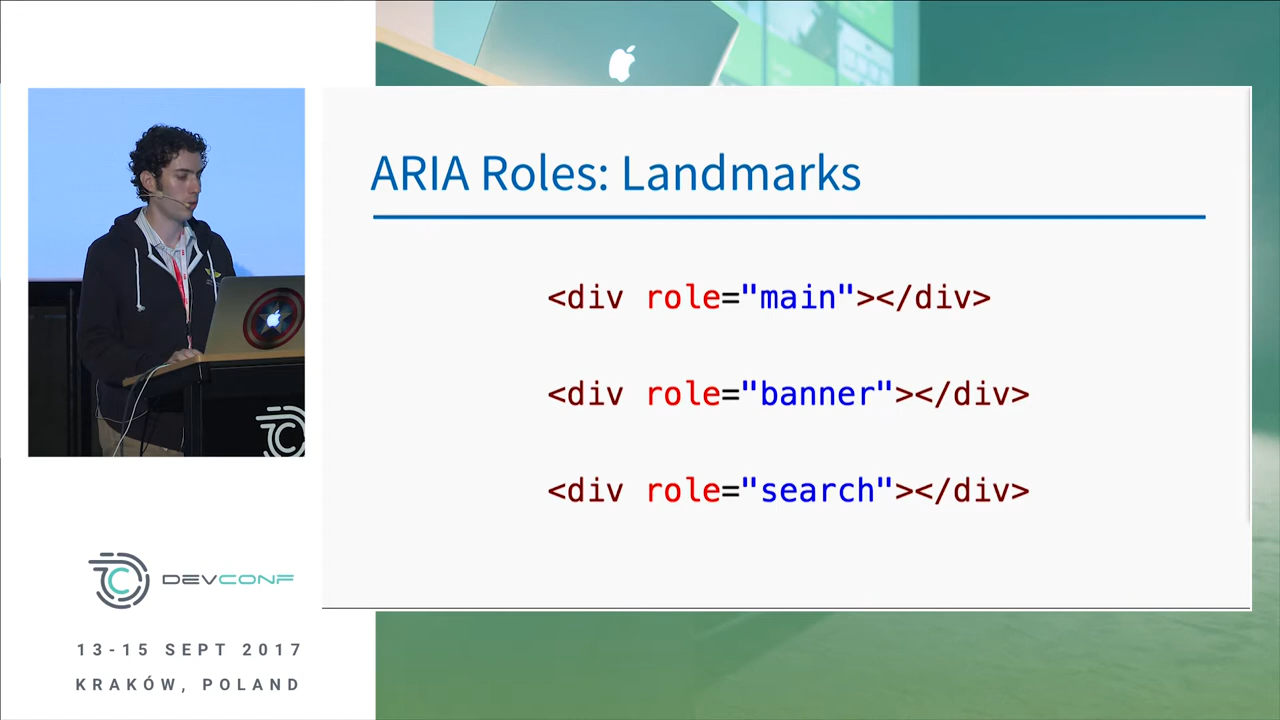 ARIA Roles: Landmarks
<div role="main"></div>
<div role="banner"></div>
<div role="search"></div>
DEVCONF
13-15 SEPT 2017
KRAKÓW, POLAND